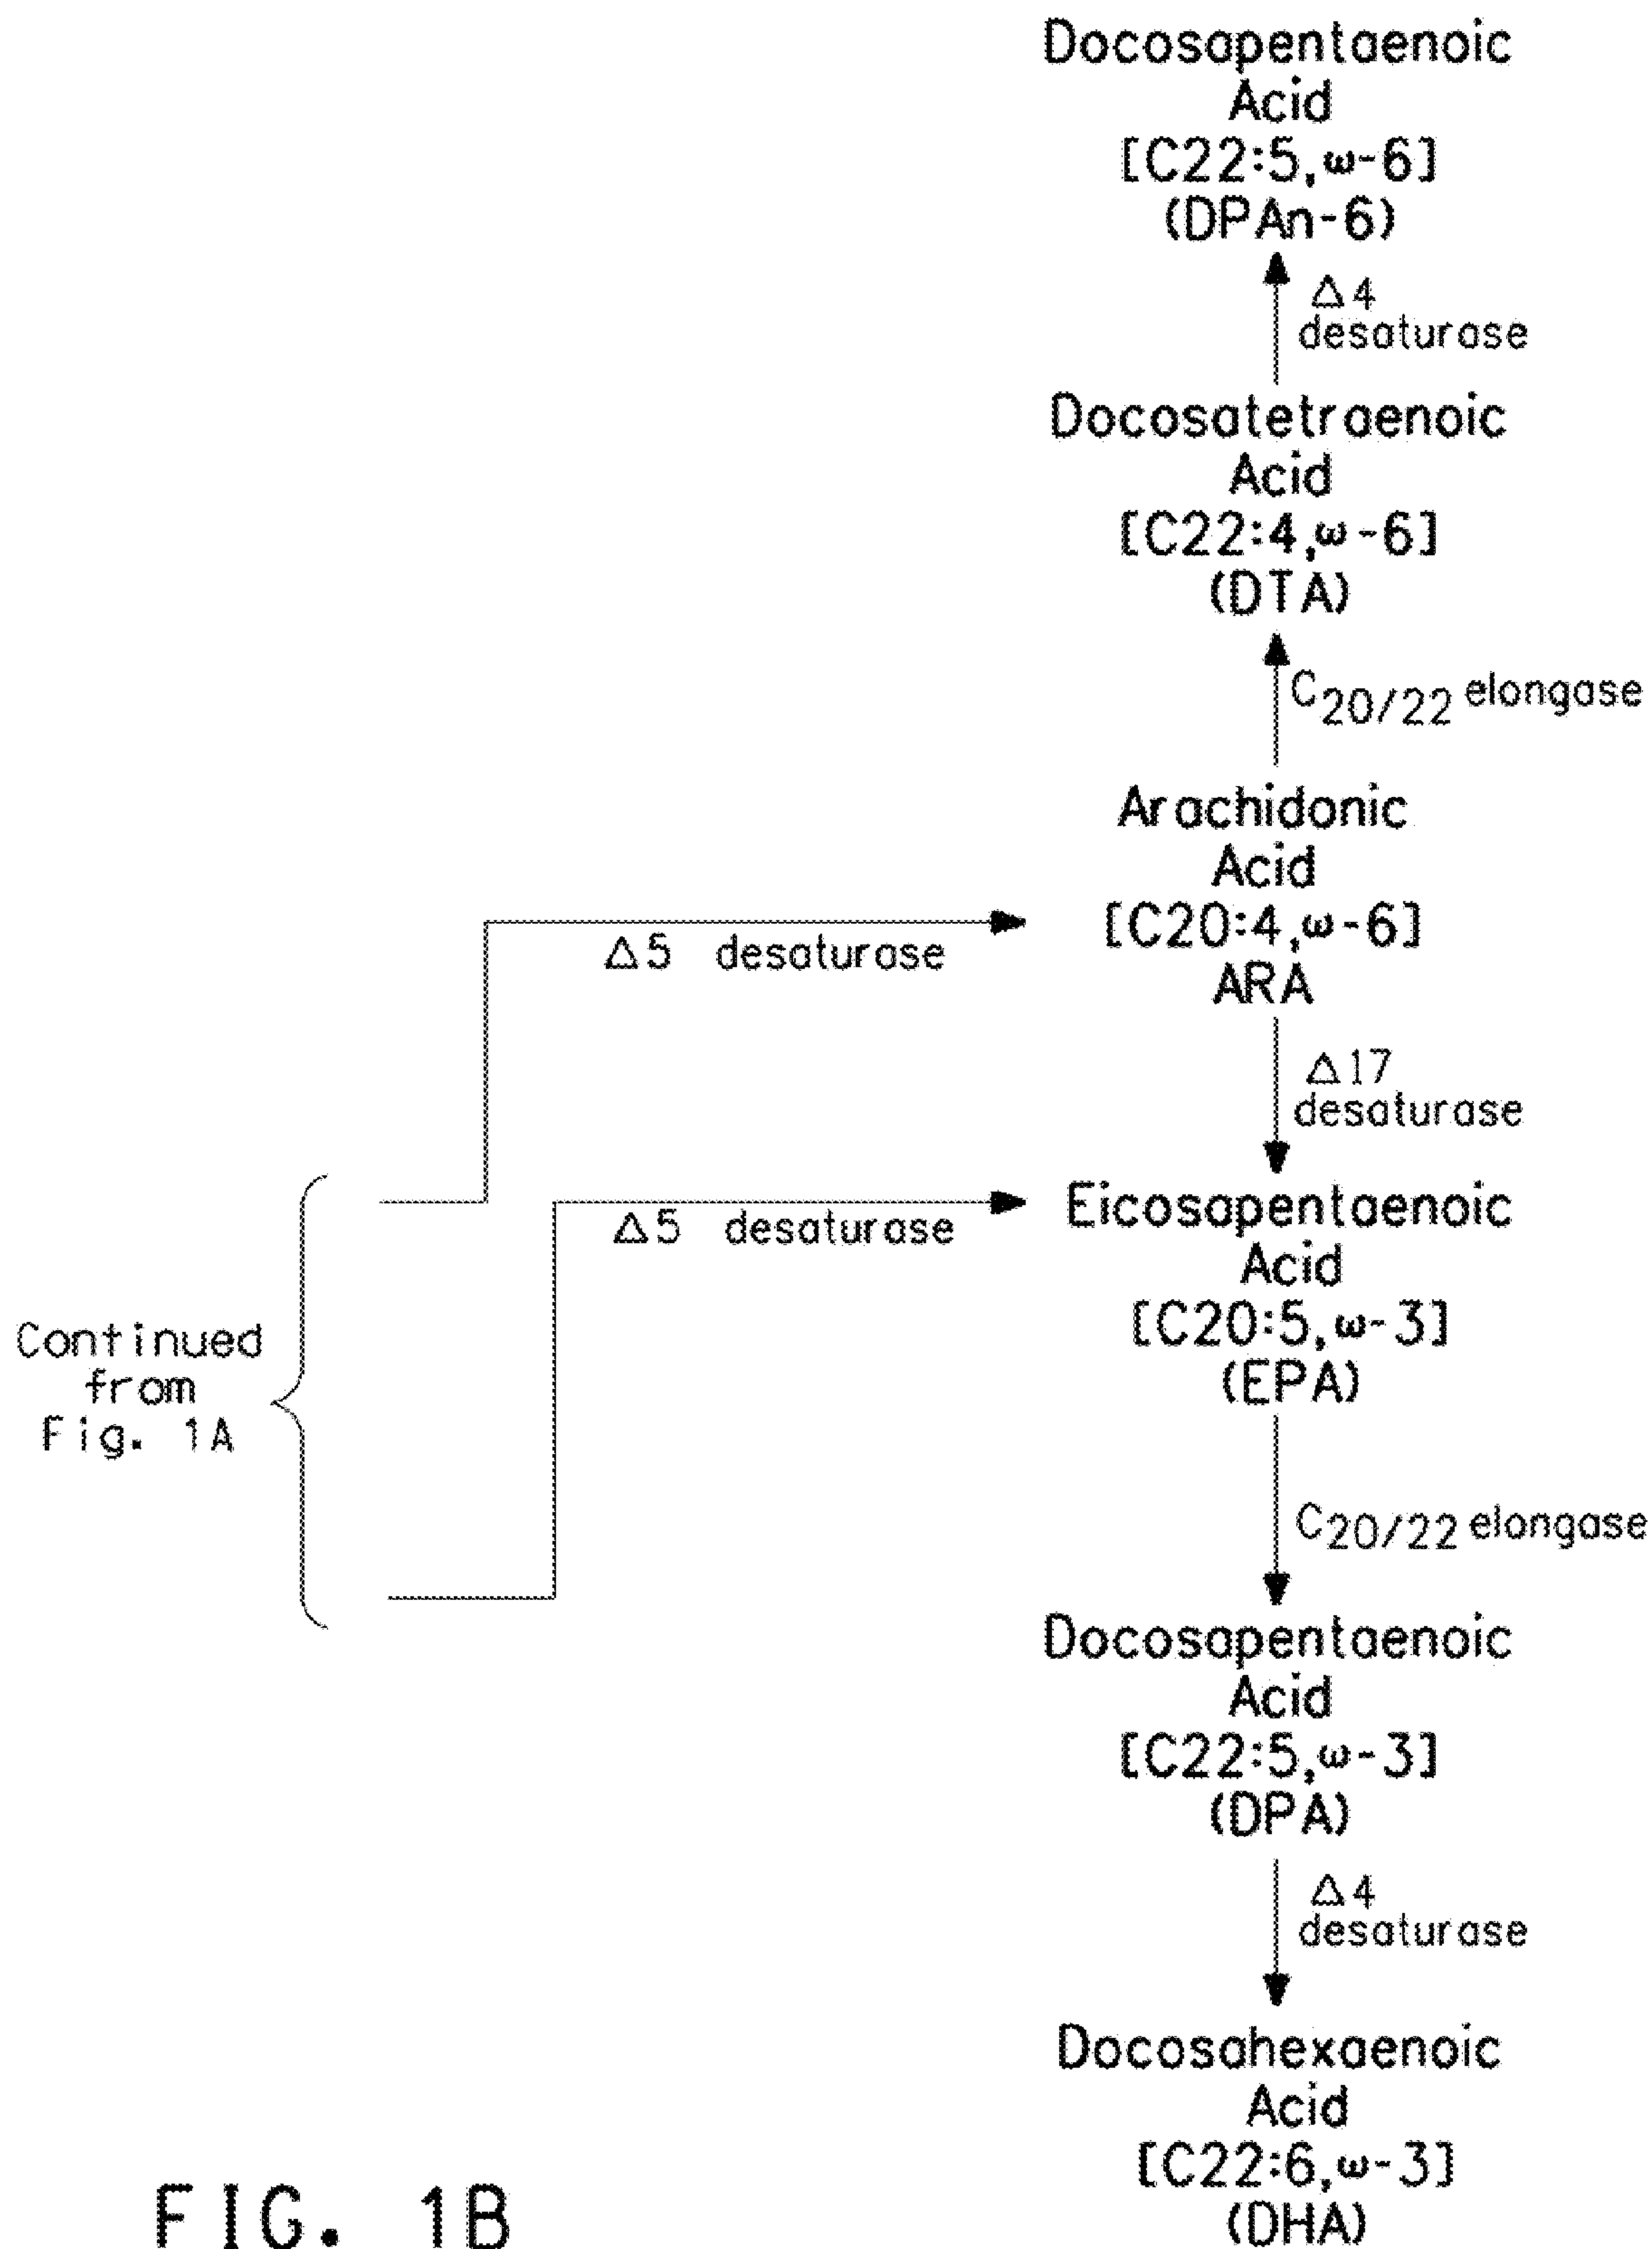 Docosapentaenoic
Acid
[C22:5,ω-6]
(DPAn-6)
Δ4
desaturase
Docosatetraenoic
Acid
[C22:4,ω-6]
(DTA)
C20/22 elongase
Arachidonic
Acid
[C20:4,ω-6]
ARA
Δ5 desaturase
Δ17
desaturase
Eicosapentaenoic
Acid
[C20:5,ω-3]
(EPA)
Δ5 desaturase
Continued
from
Fig. 1A
C20/22 elongase
Docosapentaenoic
Acid
[C22:5,ω-3]
(DPA)
Δ4
desaturase
Docosahexaenoic
Acid
[C22:6,ω-3]
(DHA)
FIG. 1B